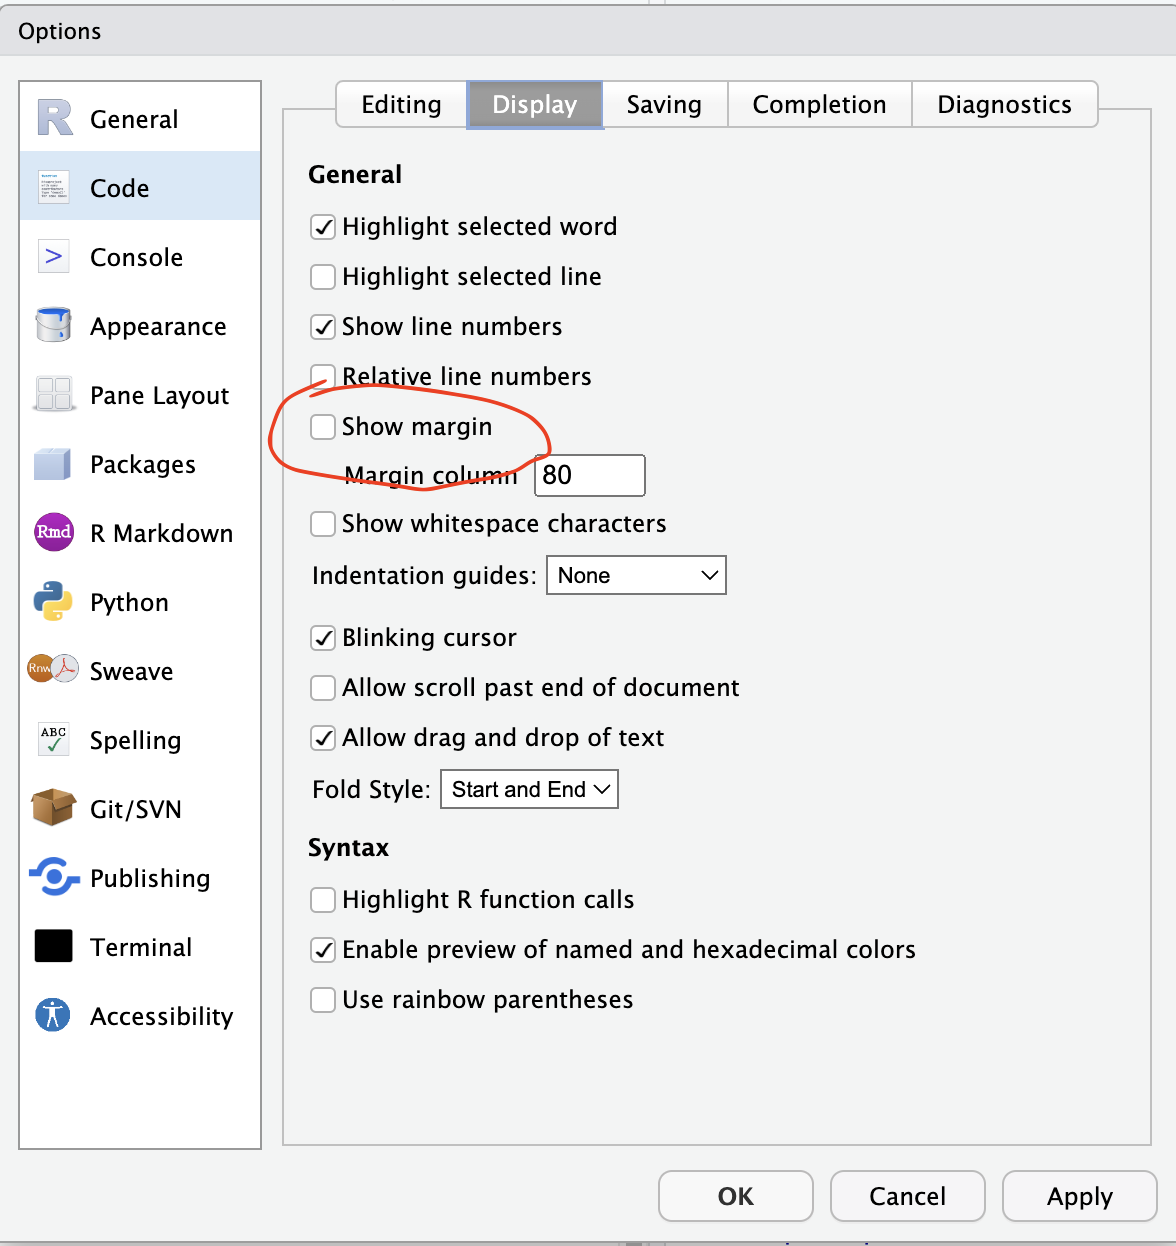 Options
General
Code
>
Console
Appearance
Pane Layout
Packages
Rmd
R Markdown
Python
Rnw
Sweave
ABC
Spelling
Git/SVN
Publishing
Terminal
Accessibility
Editing
Display
Saving
Completion
Diagnostics
General
Highlight selected word
Highlight selected line
Show line numbers
Relative line numbers
Show margin
Margin column 80
Show whitespace characters
Indentation guides: None
Blinking cursor
Allow scroll past end of document
Allow drag and drop of text
Fold Style: Start and End
Syntax
Highlight R function calls
Enable preview of named and hexadecimal colors
Use rainbow parentheses
OK
Cancel
Apply